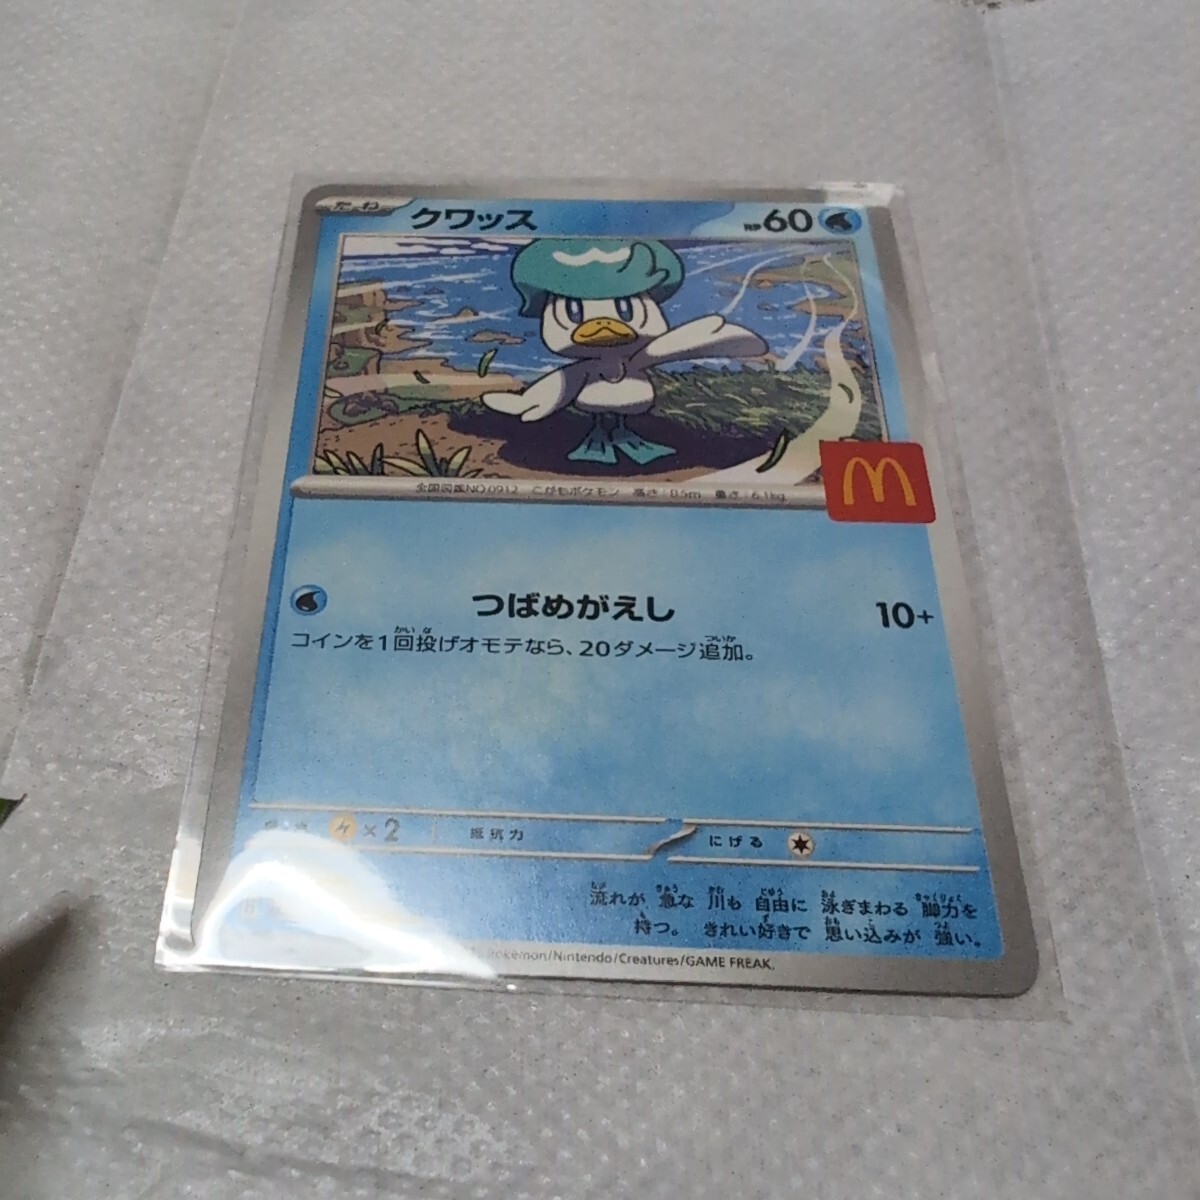 たね クワッス HP60
M
全国図鑑NO.0912 こがもポケモン 高さ:0.5m 重さ:6.1kg
つばめがえし 10+
コインを1回投げオモテなら、20ダメージ追加。
×2 抵抗力 にげる
流れが 急な 川も 自由に 泳ぎまわる 脚力を
持つ。 きれい好きで 思い込みが 強い。
Pokémon/Nintendo/Creatures/GAME FREAK.